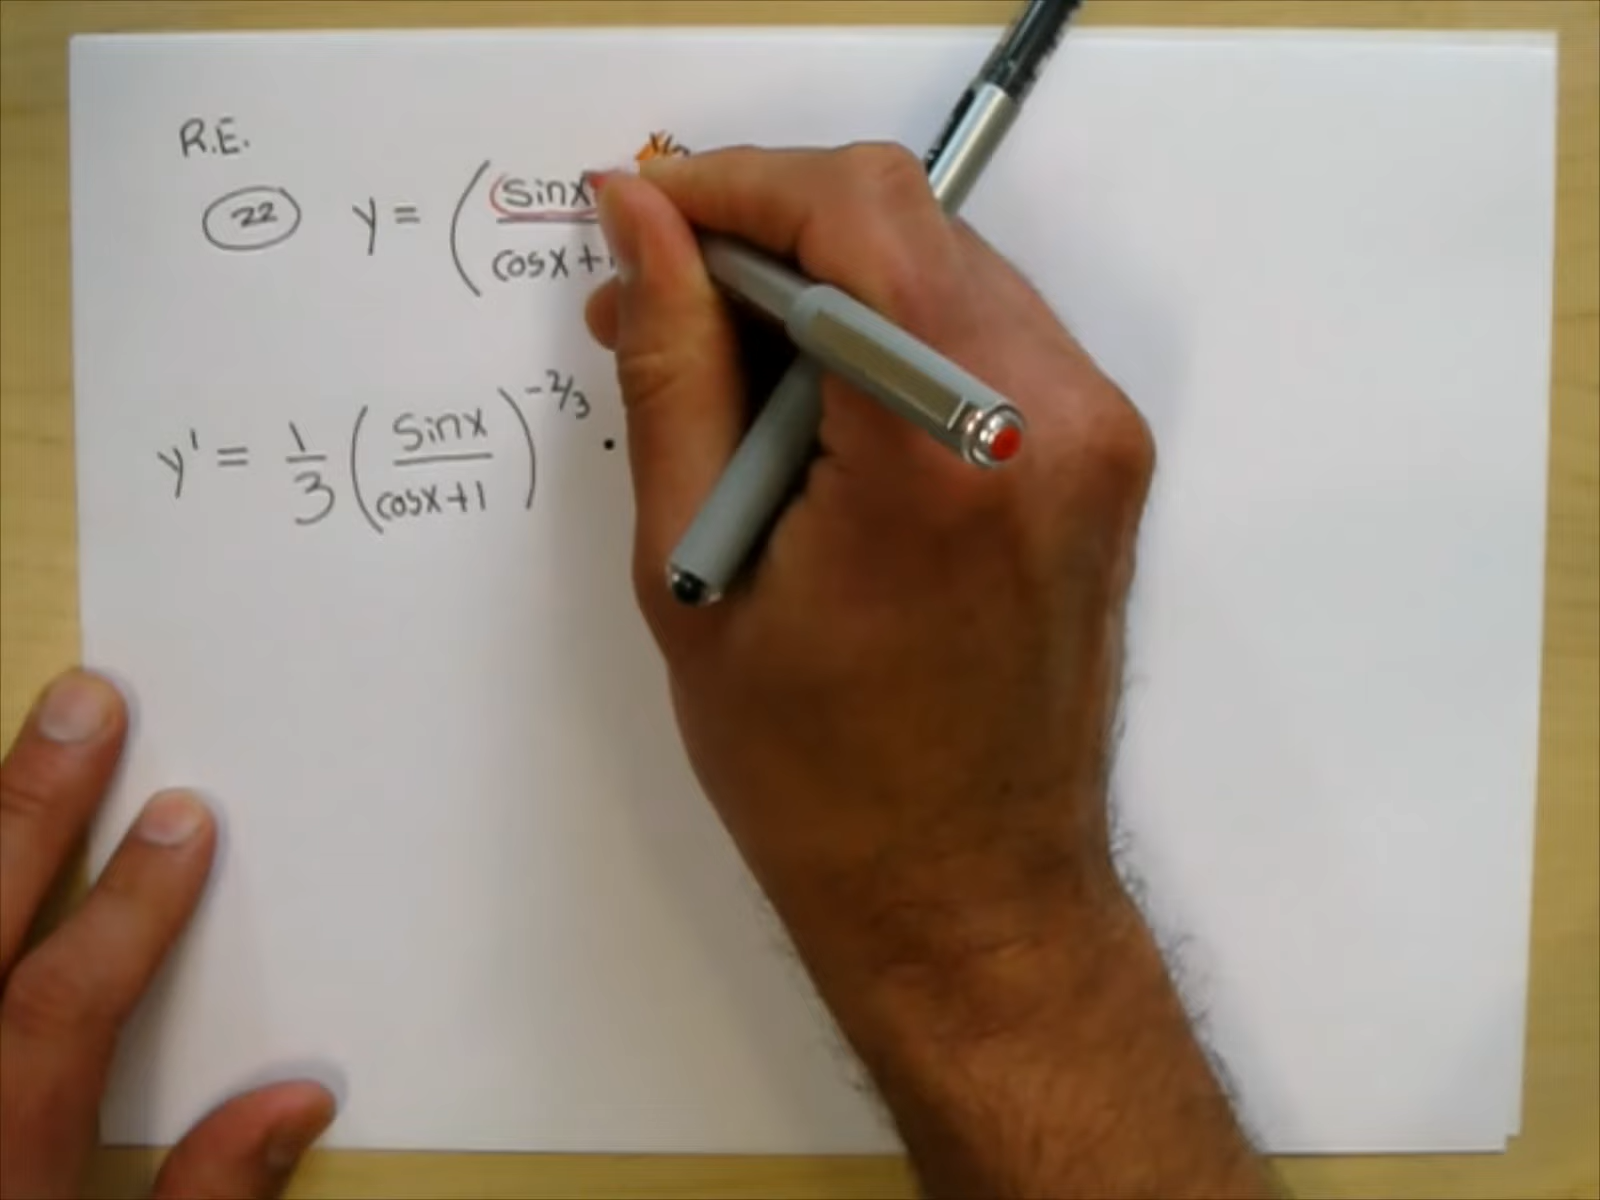 R.E.
22 y = (sinx / cosx +
y' = 1/3 (sinx / cosx+1)^-2/3 ·